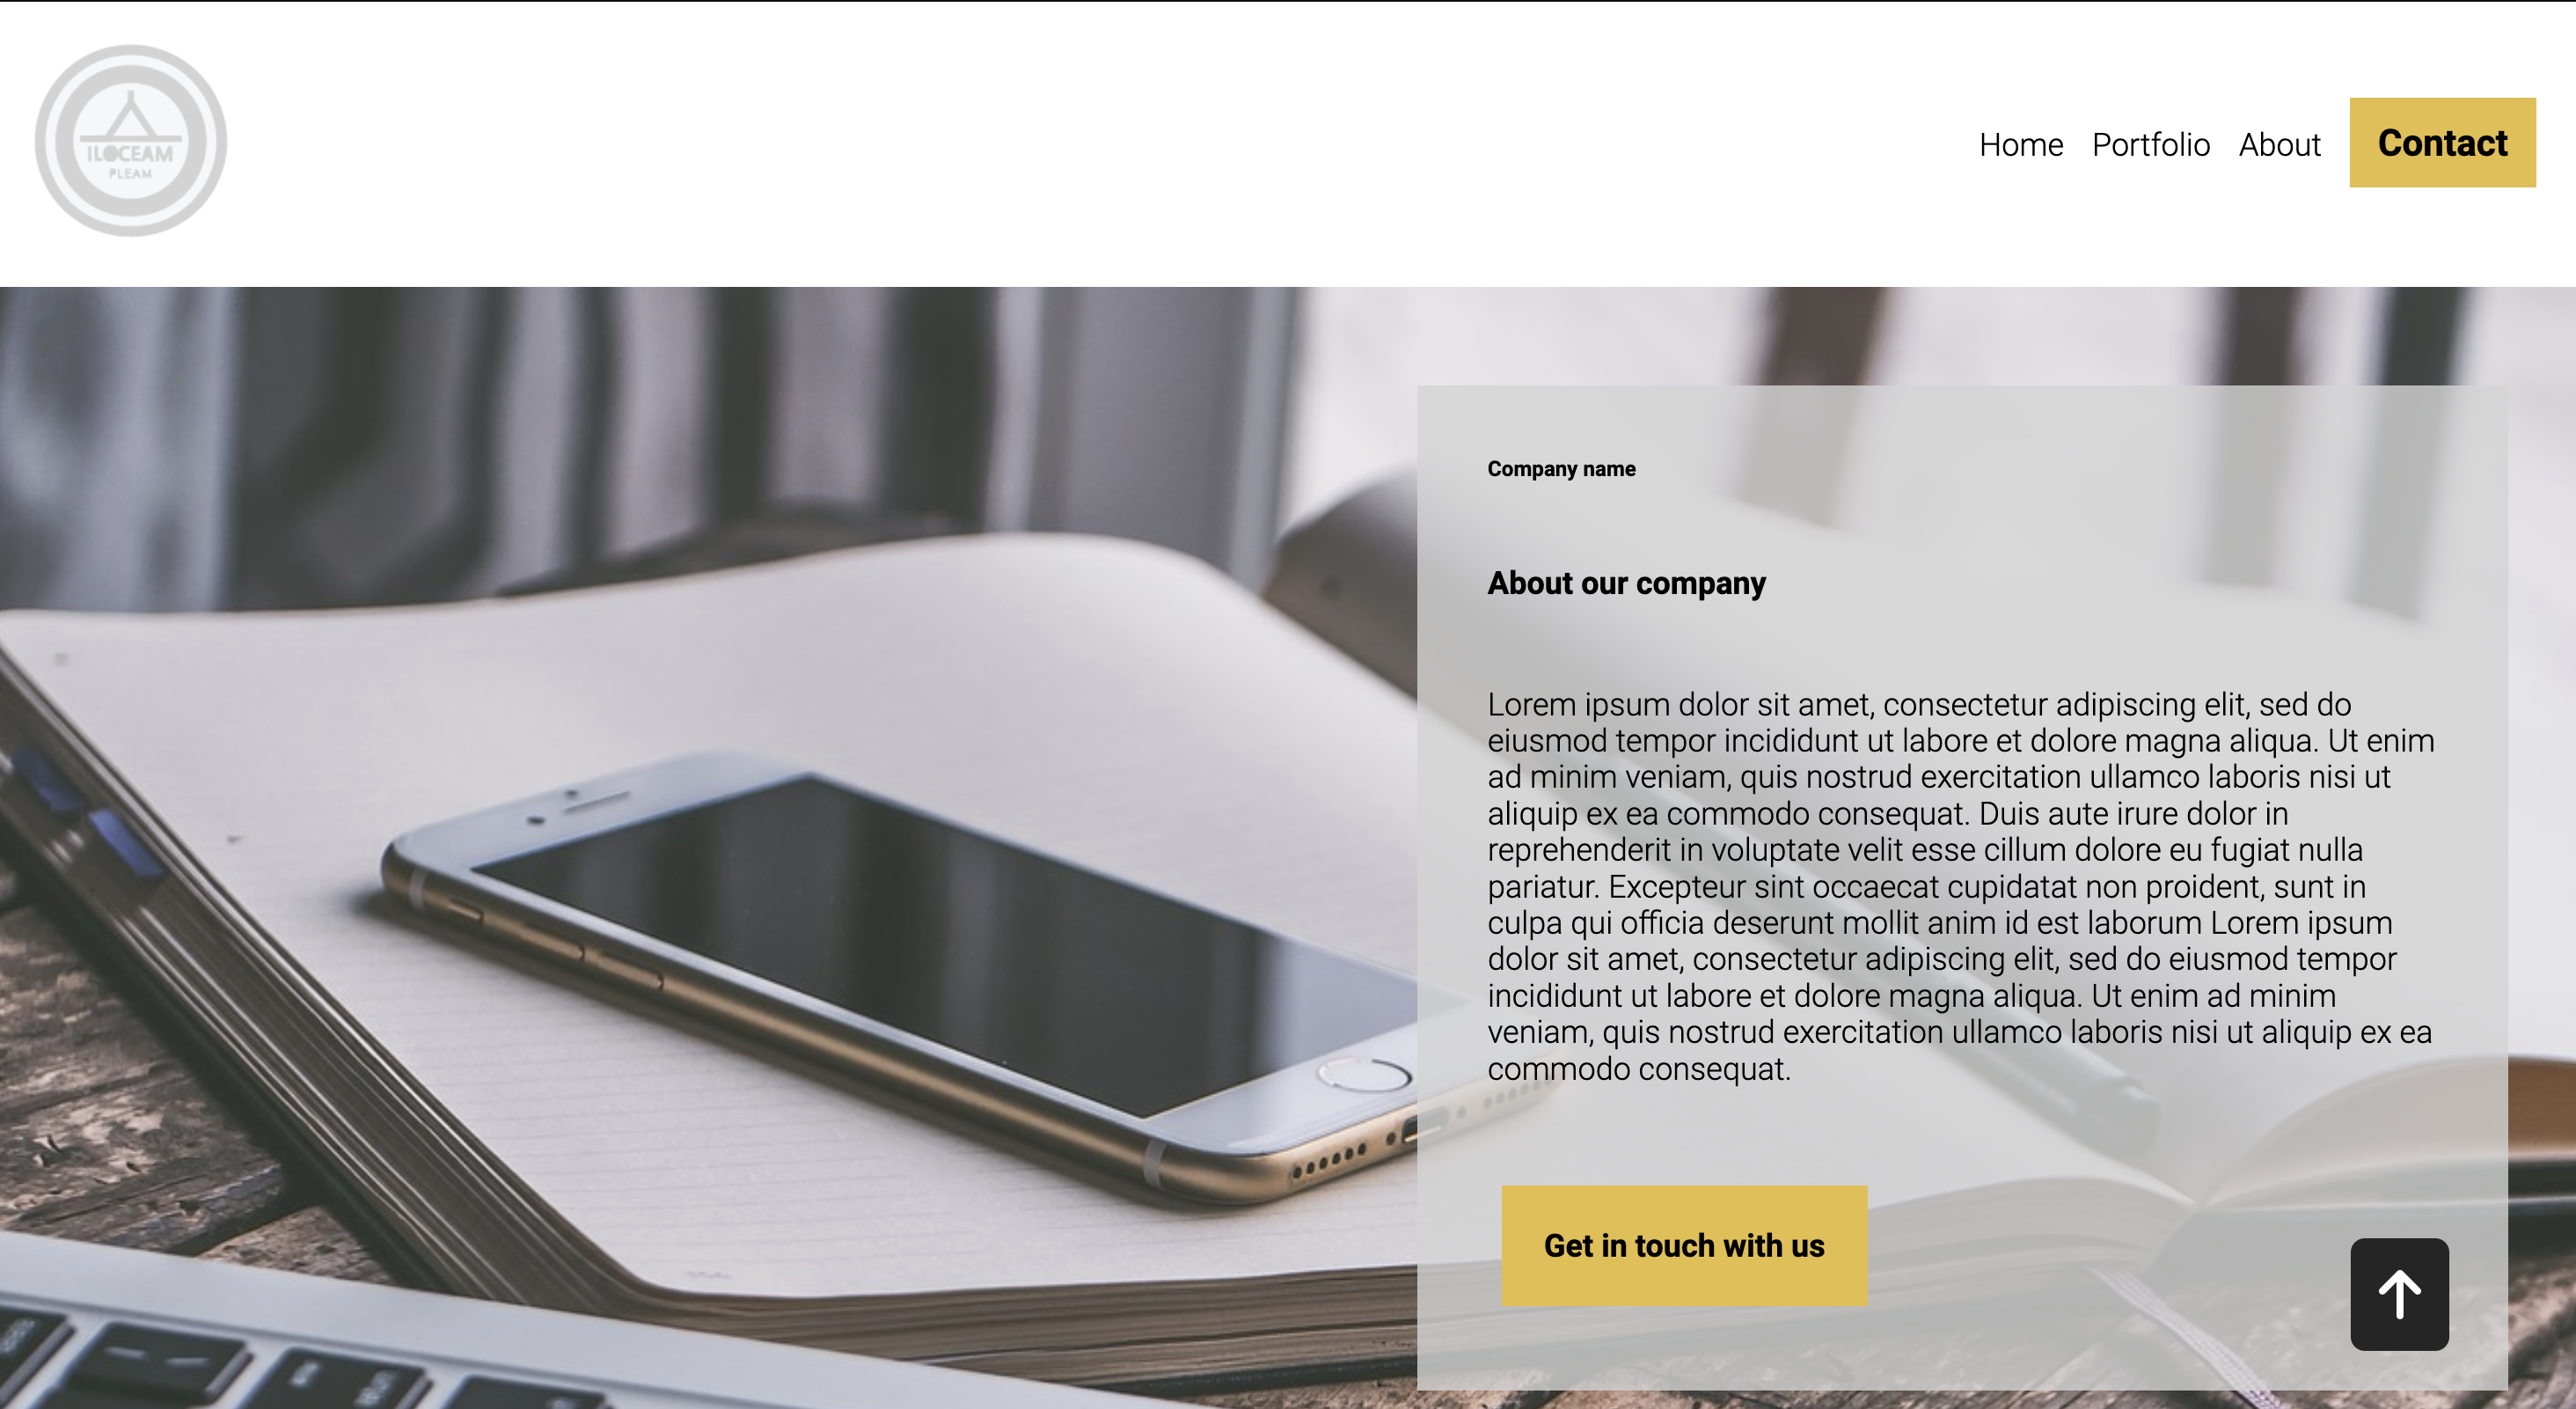 ILOCEAM
PLEAM
Home Portfolio About Contact
Company name
About our company
Lorem ipsum dolor sit amet, consectetur adipiscing elit, sed do
eiusmod tempor incididunt ut labore et dolore magna aliqua. Ut enim
ad minim veniam, quis nostrud exercitation ullamco laboris nisi ut
aliquip ex ea commodo consequat. Duis aute irure dolor in
reprehenderit in voluptate velit esse cillum dolore eu fugiat nulla
pariatur. Excepteur sint occaecat cupidatat non proident, sunt in
culpa qui officia deserunt mollit anim id est laborum Lorem ipsum
dolor sit amet, consectetur adipiscing elit, sed do eiusmod tempor
incididunt ut labore et dolore magna aliqua. Ut enim ad minim
veniam, quis nostrud exercitation ullamco laboris nisi ut aliquip ex ea
commodo consequat.
Get in touch with us